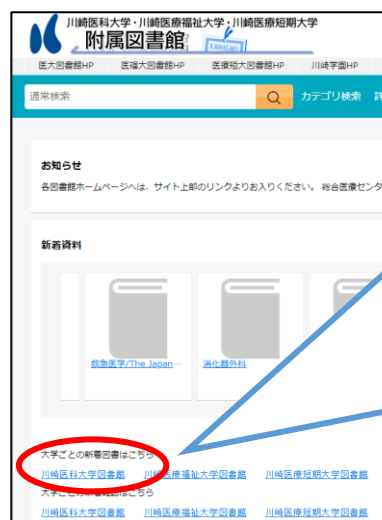 川崎医科大学・川崎医療福祉大学・川崎医療短期大学
附属図書館
KAWASAKI
医大図書館HP 医福大図書館HP 医療短大図書館HP 川崎学園HP
通常検索 カテゴリ検索
お知らせ
各図書館ホームページへは、サイト上部のリンクよりお入りください。 総合医療センタ
新着資料
救急医学/The Japan… 消化器外科
大学ごとの新着図書はこちら
川崎医科大学図書館 川崎医療福祉大学図書館 川崎医療短期大学図書館
大学ごとの新着雑誌はこちら
川崎医科大学図書館 川崎医療福祉大学図書館 川崎医療短期大学図書館